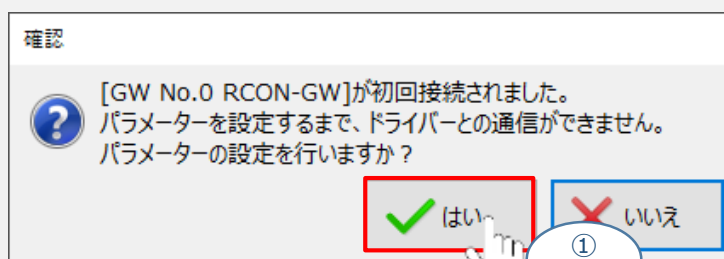 確認
[GW No.0 RCON-GW]が初回接続されました。
パラメーターを設定するまで、ドライバーとの通信ができません。
パラメーターの設定を行いますか？
はい
いいえ
①